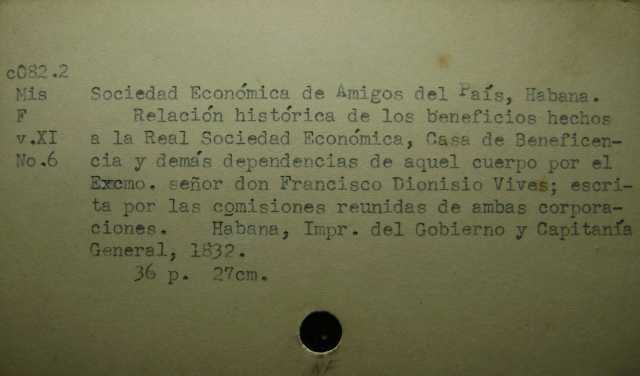 c082.2
Mis Sociedad Económica de Amigos del País, Habana.
F Relación histórica de los beneficios hechos
v.XI a la Real Sociedad Económica, Casa de Beneficen-
No.6 cia y demás dependencias de aquel cuerpo por el
Excmo. señor don Francisco Dionisio Vives; escri-
ta por las comisiones reunidas de ambas corpora-
ciones. Habana, Impr. del Gobierno y Capitanía
General, 1832.
36 p. 27cm.